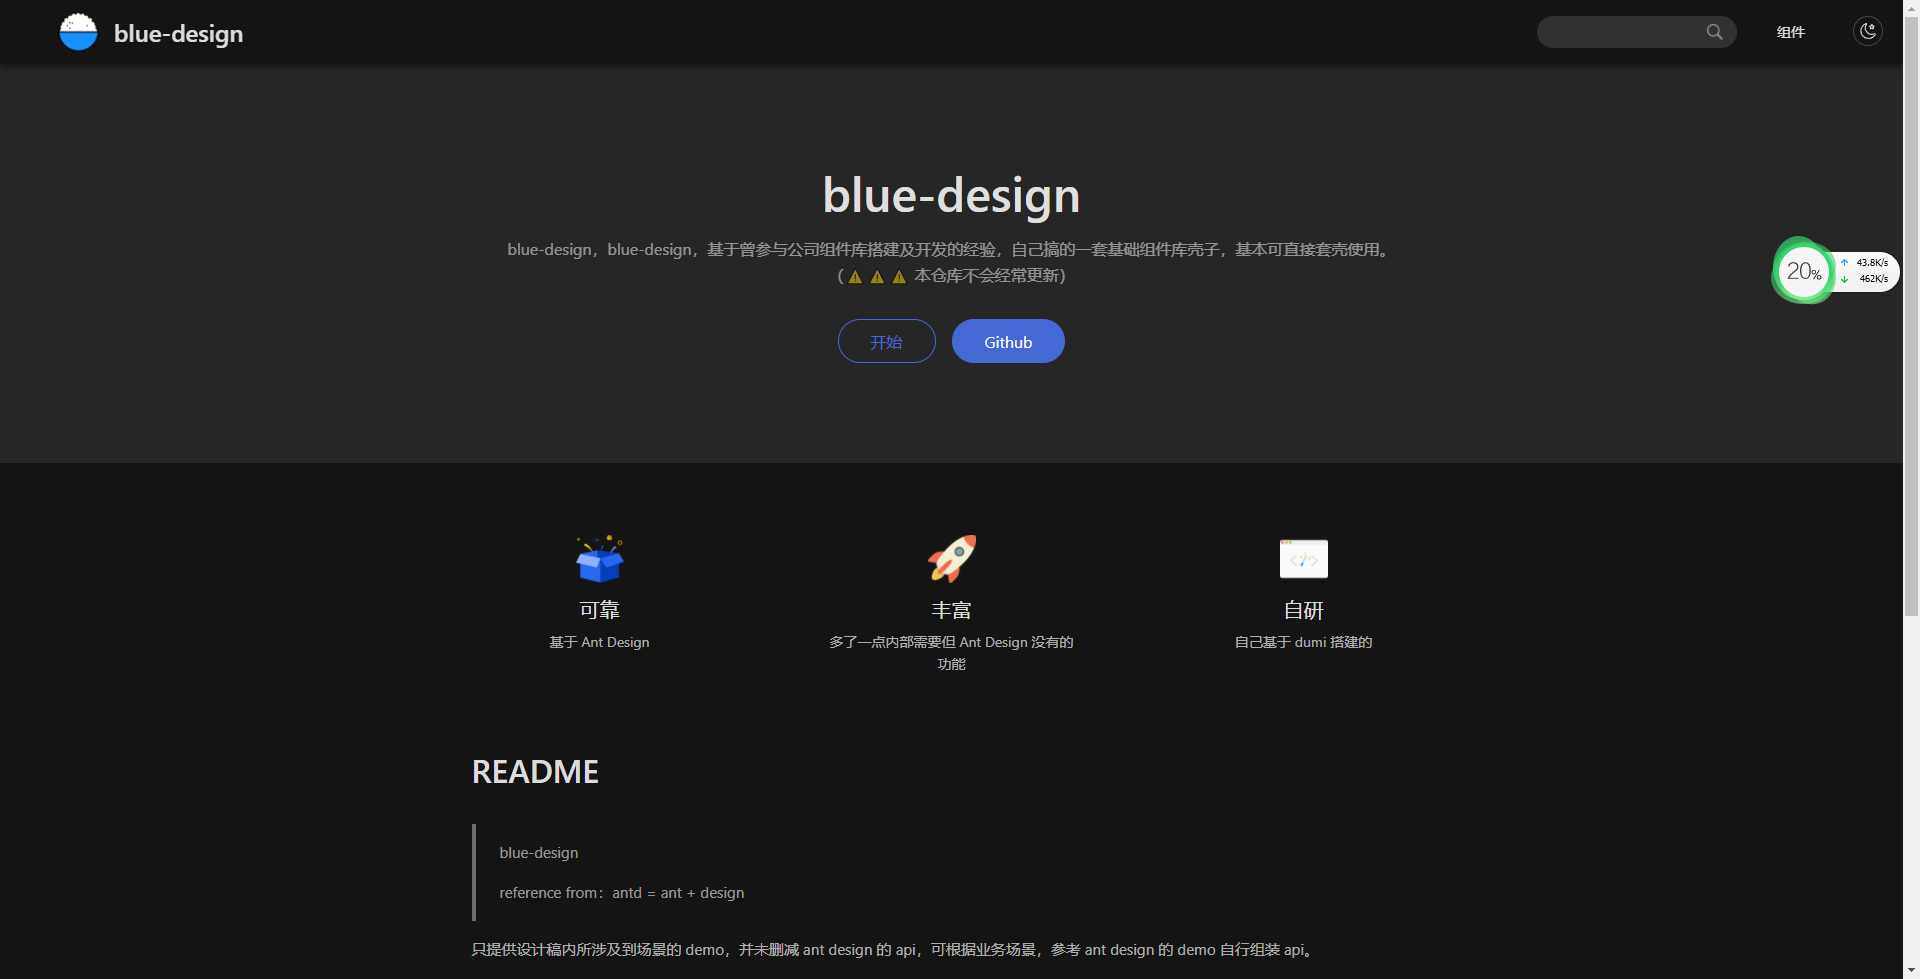 blue-design
组件
blue-design
blue-design，blue-design，基于曾参与公司组件库搭建及开发的经验，自己搞的一套基础组件库壳子，基本可直接套壳使用。
（⚠⚠⚠ 本仓库不会经常更新）
20%
43.8K/s
462K/s
开始
Github
可靠
基于 Ant Design
丰富
多了一点内部需要但 Ant Design 没有的
功能
自研
自己基于 dumi 搭建的
README
blue-design
reference from：antd = ant + design
只提供设计稿内所涉及到场景的 demo，并未删减 ant design 的 api，可根据业务场景，参考 ant design 的 demo 自行组装 api。